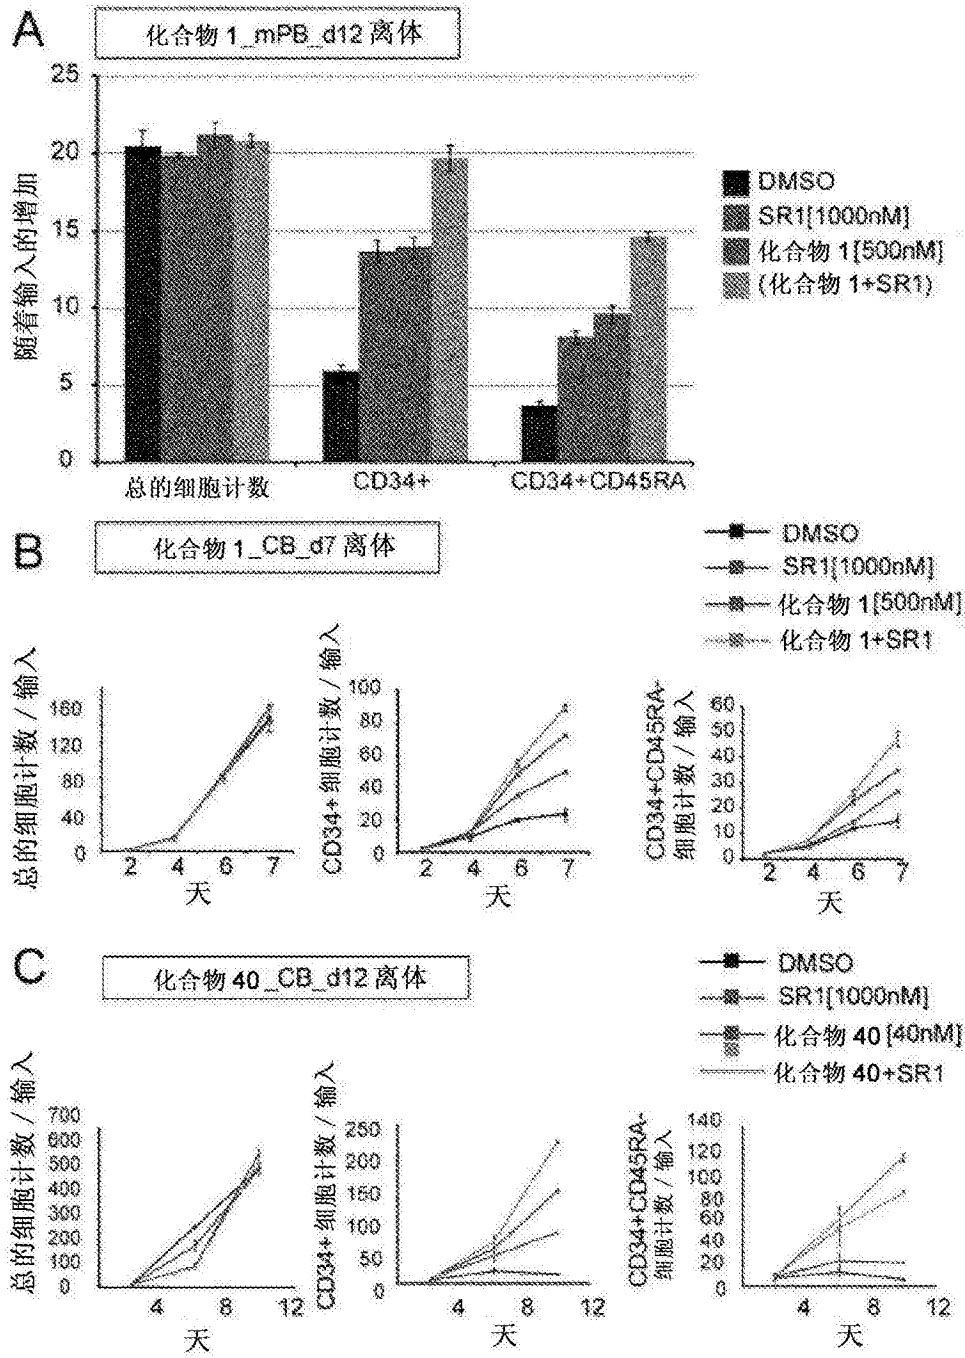 A
化合物 1_mPB_d12 离体
随着输入的增加
25
20
15
10
5
0
总的细胞计数
CD34+
CD34+CD45RA
DMSO
SR1[1000nM]
化合物 1[500nM]
(化合物 1+SR1)
B
化合物 1_CB_d7 离体
DMSO
SR1[1000nM]
化合物 1[500nM]
化合物 1+SR1
总的细胞计数 / 输入
160
120
80
40
0
2 4 6 7
天
CD34+ 细胞计数 / 输入
100
80
60
40
20
0
2 4 6 7
天
CD34+CD45RA-
细胞计数 / 输入
60
50
40
30
20
10
0
2 4 6 7
天
C
化合物 40_CB_d12 离体
DMSO
SR1[1000nM]
化合物 40 [40nM]
化合物 40+SR1
总的细胞计数 / 输入
700
600
500
400
300
200
100
0
4 8 12
天
CD34+ 细胞计数 / 输入
250
200
150
100
50
0
4 6 8 12
天
CD34+CD45RA-
细胞计数 / 输入
140
120
100
80
60
40
20
0
4 6 8 12
天